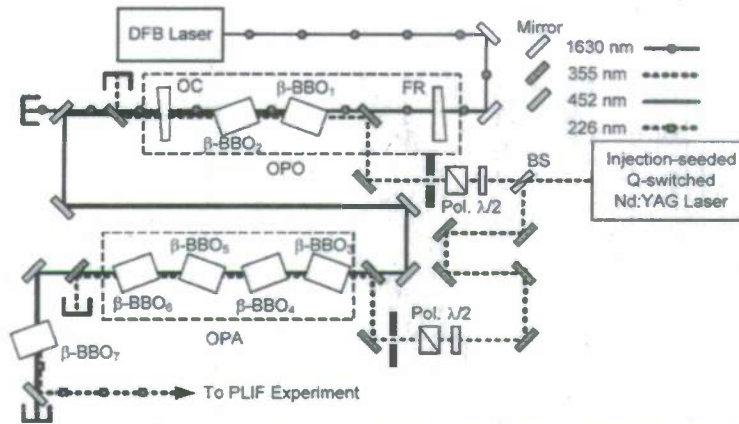 DFB Laser
Mirror
1630 nm
355 nm
452 nm
226 nm
OC
β-BBO₁
FR
β-BBO₂
OPO
BS
Injection-seeded
Q-switched
Nd:YAG Laser
Pol. λ/2
β-BBO₅
β-BBO₃
β-BBO₆
β-BBO₄
OPA
Pol. λ/2
β-BBO₇
To PLIF Experiment